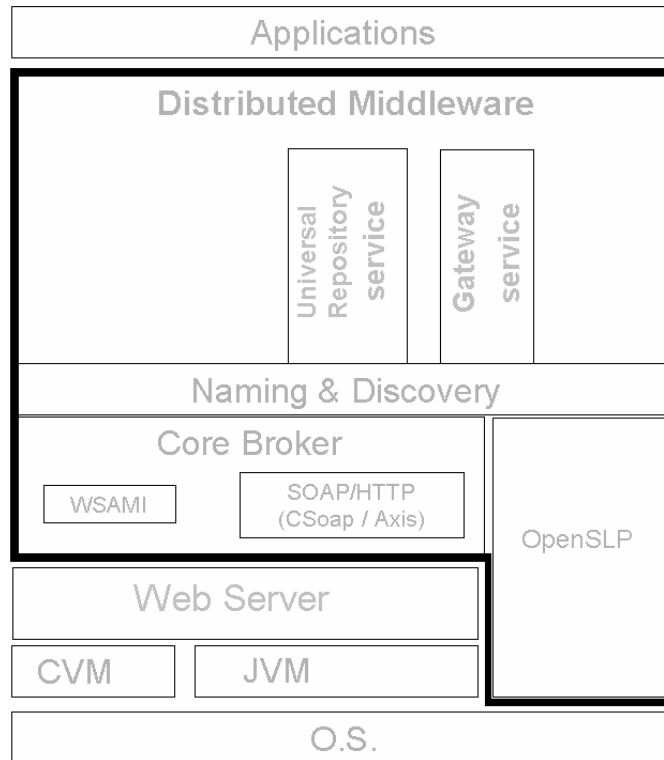 Applications
Distributed Middleware
Universal
Repository
service
Gateway
service
Naming & Discovery
Core Broker
WSAMI
SOAP/HTTP
(CSoap / Axis)
OpenSLP
Web Server
CVM
JVM
O.S.